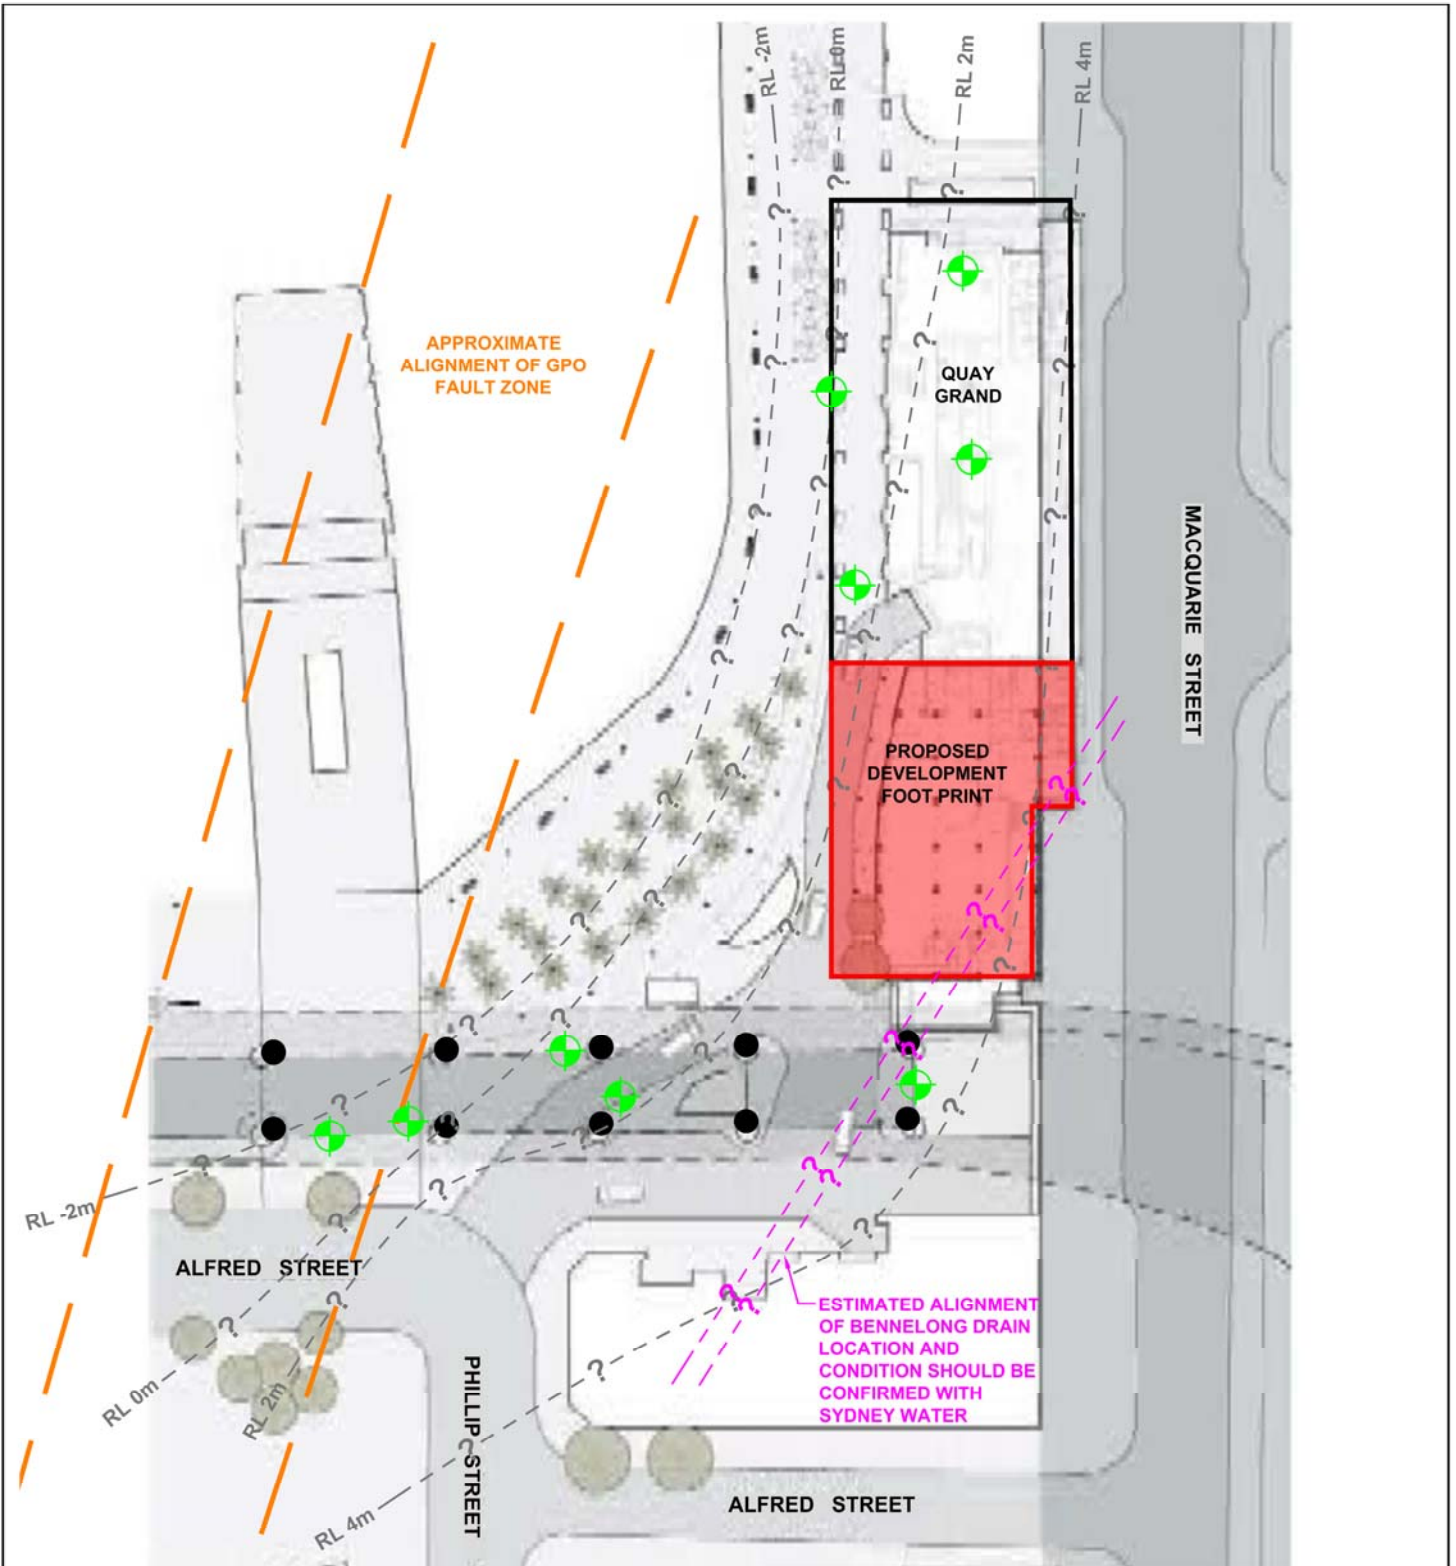 RL -2m
RL 0m
RL 2m
RL 4m
APPROXIMATE
ALIGNMENT OF GPO
FAULT ZONE
QUAY
GRAND
MACQUARIE STREET
PROPOSED
DEVELOPMENT
FOOT PRINT
RL -2m
ALFRED STREET
RL 0m
RL 2m
RL 4m
PHILLIP STREET
ESTIMATED ALIGNMENT
OF BENNELONG DRAIN
LOCATION AND
CONDITION SHOULD BE
CONFIRMED WITH
SYDNEY WATER
ALFRED STREET